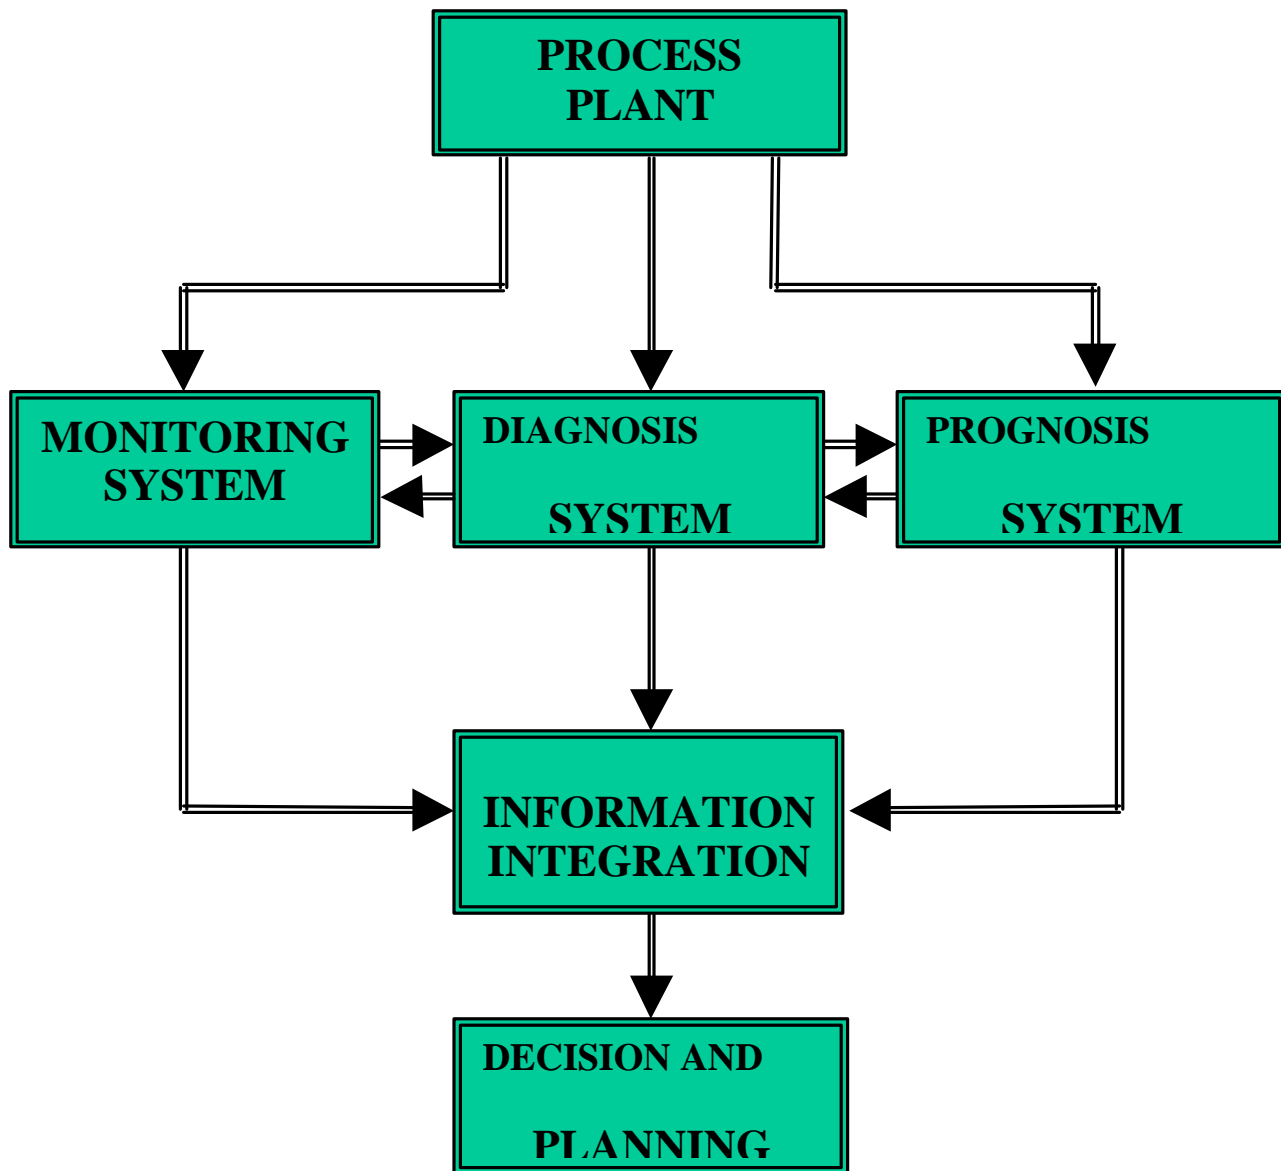 PROCESS
PLANT
MONITORING
SYSTEM
DIAGNOSIS
SYSTEM
PROGNOSIS
SYSTEM
INFORMATION
INTEGRATION
DECISION AND
PLANNING